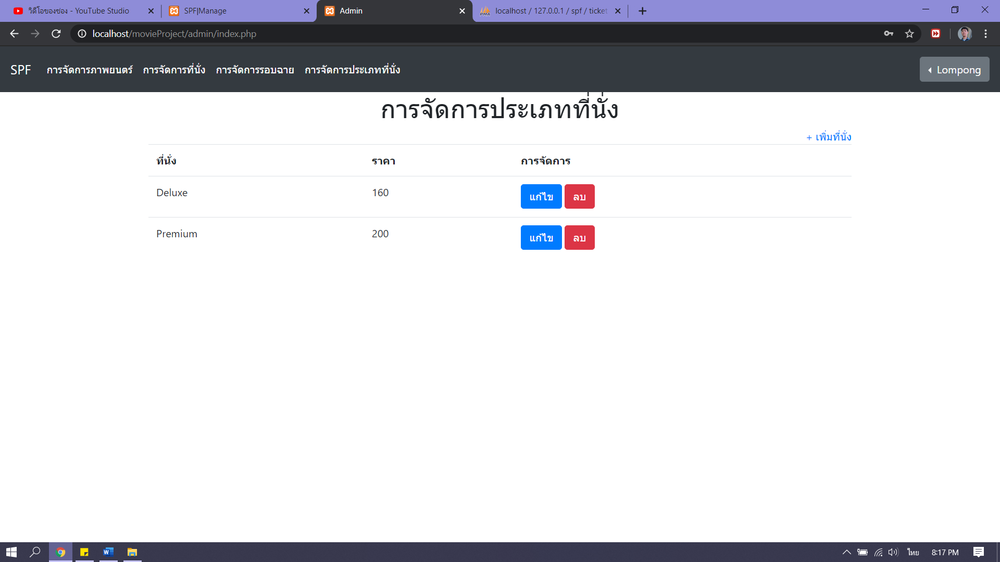 วิดีโอของช่อง - YouTube Studio
SPF|Manage
Admin
localhost / 127.0.0.1 / spf / ticket
localhost/movieProject/admin/index.php
SPF การจัดการภาพยนตร์ การจัดการที่นั่ง การจัดการรอบฉาย การจัดการประเภทที่นั่ง Lompong
การจัดการประเภทที่นั่ง
+ เพิ่มที่นั่ง
ที่นั่ง ราคา การจัดการ
Deluxe 160 แก้ไข ลบ
Premium 200 แก้ไข ลบ
ไทย 8:17 PM